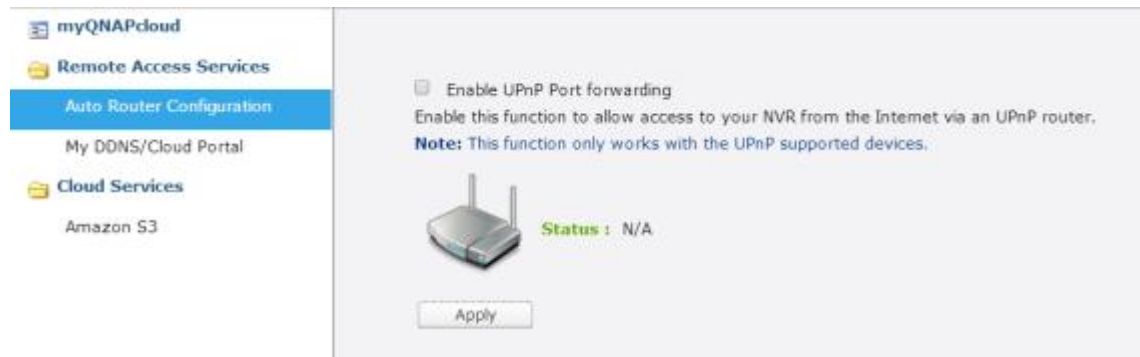 myQNAPcloud
Remote Access Services
Auto Router Configuration
My DDNS/Cloud Portal
Cloud Services
Amazon S3
Enable UPnP Port forwarding
Enable this function to allow access to your NVR from the Internet via an UPnP router.
Note: This function only works with the UPnP supported devices.
Status : N/A
Apply